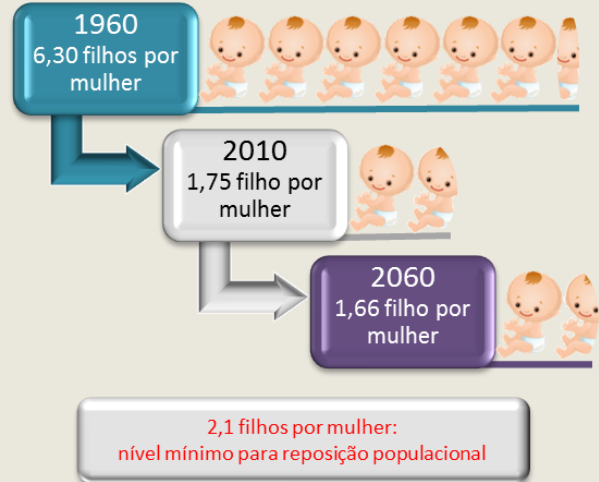 1960
6,30 filhos por
mulher
2010
1,75 filho por
mulher
2060
1,66 filho por
mulher
2,1 filhos por mulher:
nível mínimo para reposição populacional